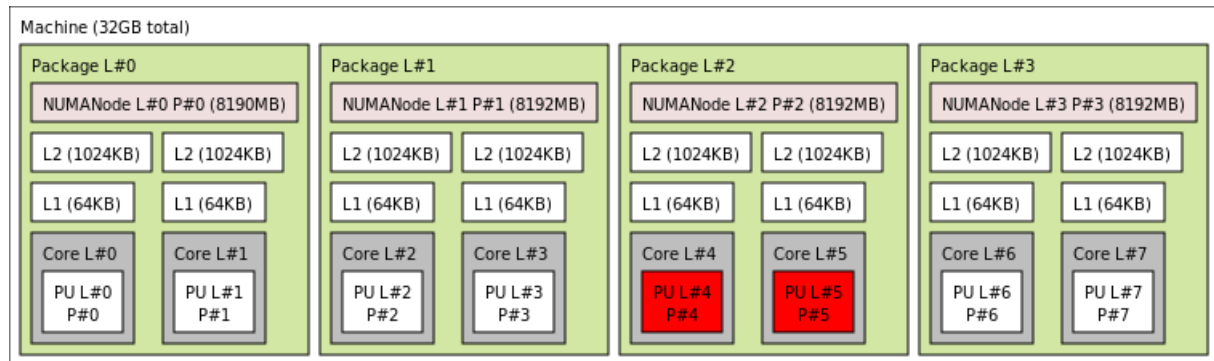 Machine (32GB total)
Package L#0
NUMANode L#0 P#0 (8190MB)
L2 (1024KB) L2 (1024KB)
L1 (64KB) L1 (64KB)
Core L#0 Core L#1
PU L#0 PU L#1
P#0 P#1
Package L#1
NUMANode L#1 P#1 (8192MB)
L2 (1024KB) L2 (1024KB)
L1 (64KB) L1 (64KB)
Core L#2 Core L#3
PU L#2 PU L#3
P#2 P#3
Package L#2
NUMANode L#2 P#2 (8192MB)
L2 (1024KB) L2 (1024KB)
L1 (64KB) L1 (64KB)
Core L#4 Core L#5
PU L#4 PU L#5
P#4 P#5
Package L#3
NUMANode L#3 P#3 (8192MB)
L2 (1024KB) L2 (1024KB)
L1 (64KB) L1 (64KB)
Core L#6 Core L#7
PU L#6 PU L#7
P#6 P#7